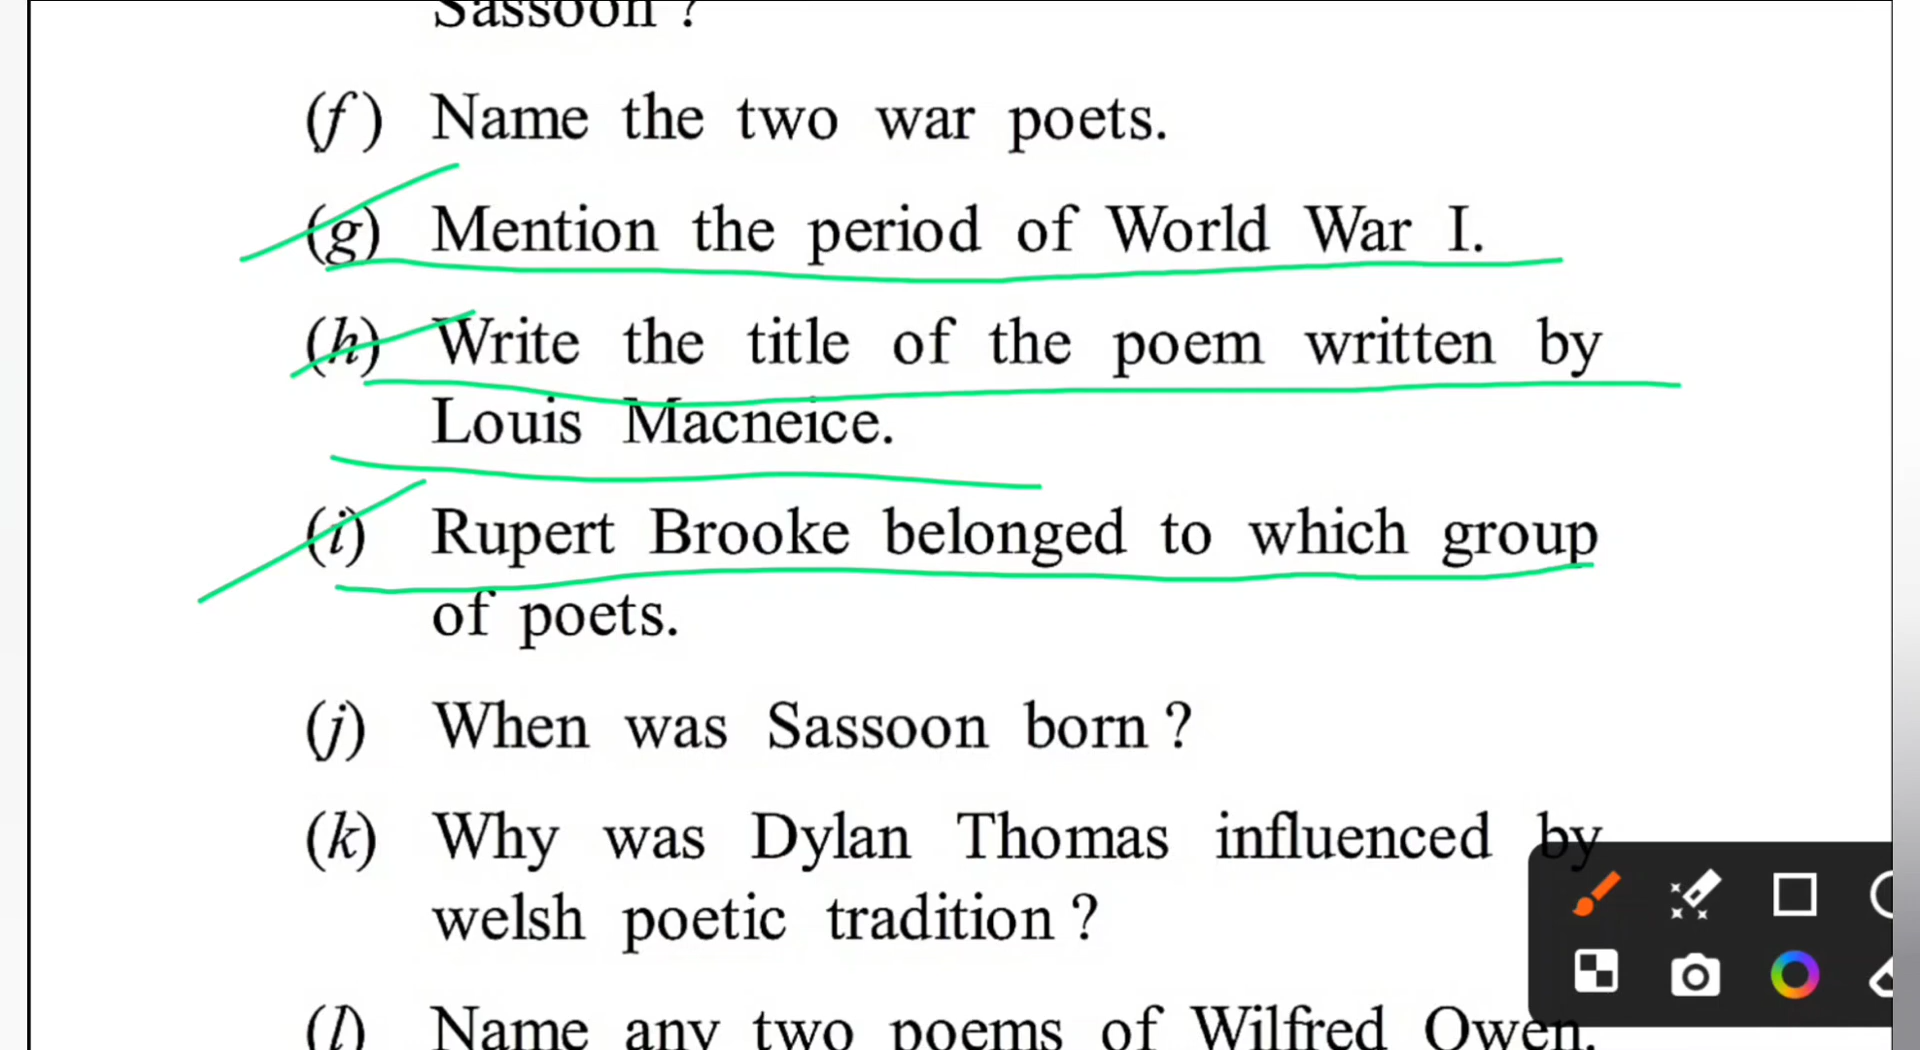 Sassoon ?
(f) Name the two war poets.
(g) Mention the period of World War I.
(h) Write the title of the poem written by
Louis Macneice.
(i) Rupert Brooke belonged to which group
of poets.
(j) When was Sassoon born ?
(k) Why was Dylan Thomas influenced by
welsh poetic tradition ?
(l) Name any two poems of Wilfred Owen.